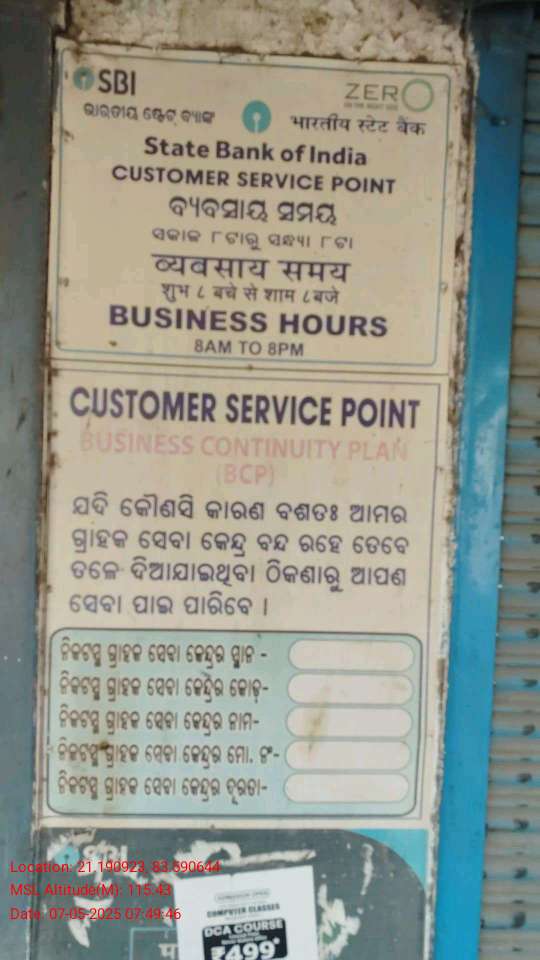 SBI
ZERO
ଭାରତୀୟ ଷ୍ଟେଟ୍ ବ୍ୟାଙ୍କ
भारतीय स्टेट बैंक
State Bank of India
CUSTOMER SERVICE POINT
ବ୍ୟବସାୟ ସମୟ
ସକାଳ ୮ଟାରୁ ସନ୍ଧ୍ୟା ୮ଟା
व्यवसाय समय
शुभ ८ बचे से शाम ८बजे
BUSINESS HOURS
8AM TO 8PM
CUSTOMER SERVICE POINT
BUSINESS CONTINUITY PLAN
(BCP)
ଯଦି କୌଣସି କାରଣ ବଶତଃ ଆମର
ଗ୍ରାହକ ସେବା କେନ୍ଦ୍ର ବନ୍ଦ ରହେ ତେବେ
ତଳେ ଦିଆଯାଇଥିବା ଠିକଣାରୁ ଆପଣ
ସେବା ପାଇ ପାରିବେ ।
ନିକଟସ୍ଥ ଗ୍ରାହକ ସେବା କେନ୍ଦ୍ରର ସ୍ଥାନ -
ନିକଟସ୍ଥ ଗ୍ରାହକ ସେବା କେନ୍ଦ୍ରର କୋଡ଼-
ନିକଟସ୍ଥ ଗ୍ରାହକ ସେବା କେନ୍ଦ୍ରର ନାମ-
ନିକଟସ୍ଥ ଗ୍ରାହକ ସେବା କେନ୍ଦ୍ରର ମୋ. ନଂ-
ନିକଟସ୍ଥ ଗ୍ରାହକ ସେବା କେନ୍ଦ୍ରର ଦୂରତା-
SBI
Location: 21.190923, 83.590644
MSL Altitude(M): 115.43
Date: 07-05-2025 07:49:46
ADMISSION OPEN
COMPUTER CLASSES
DCA COURSE
₹499*